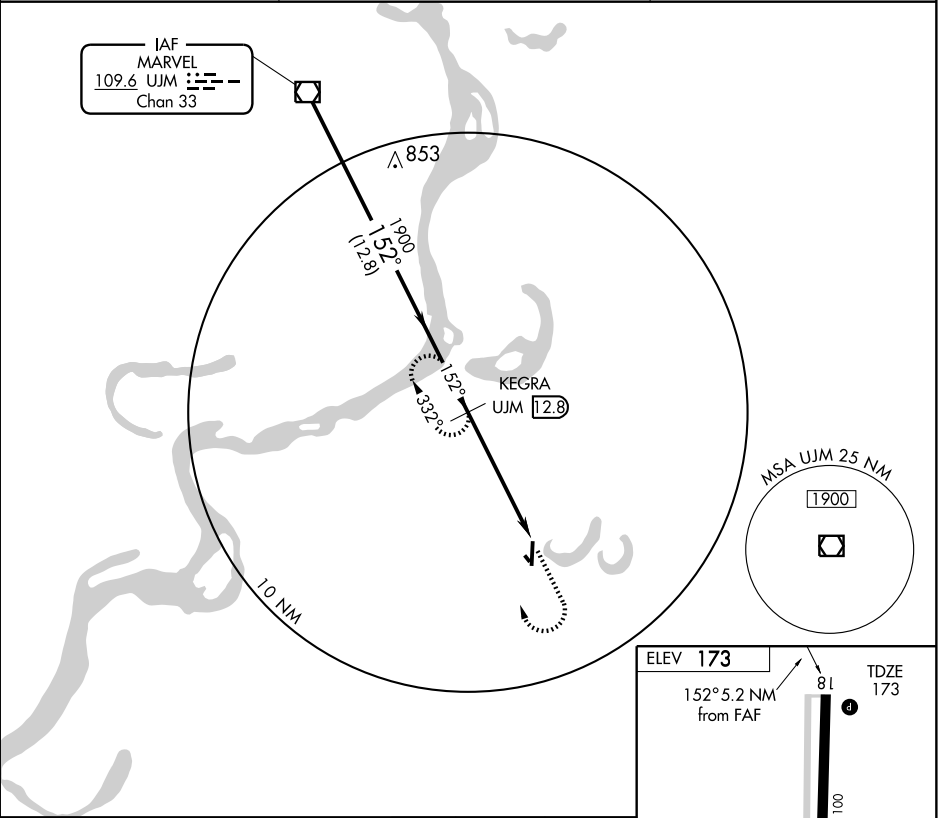 IAF
MARVEL
109.6 UJM
Chan 33
853
1900
152°
(12.8)
152°
332°
KEGRA
UJM 12.8
MSA UJM 25 NM
1900
10 NM
ELEV 173
152° 5.2 NM
from FAF
18
TDZE
173
P
100